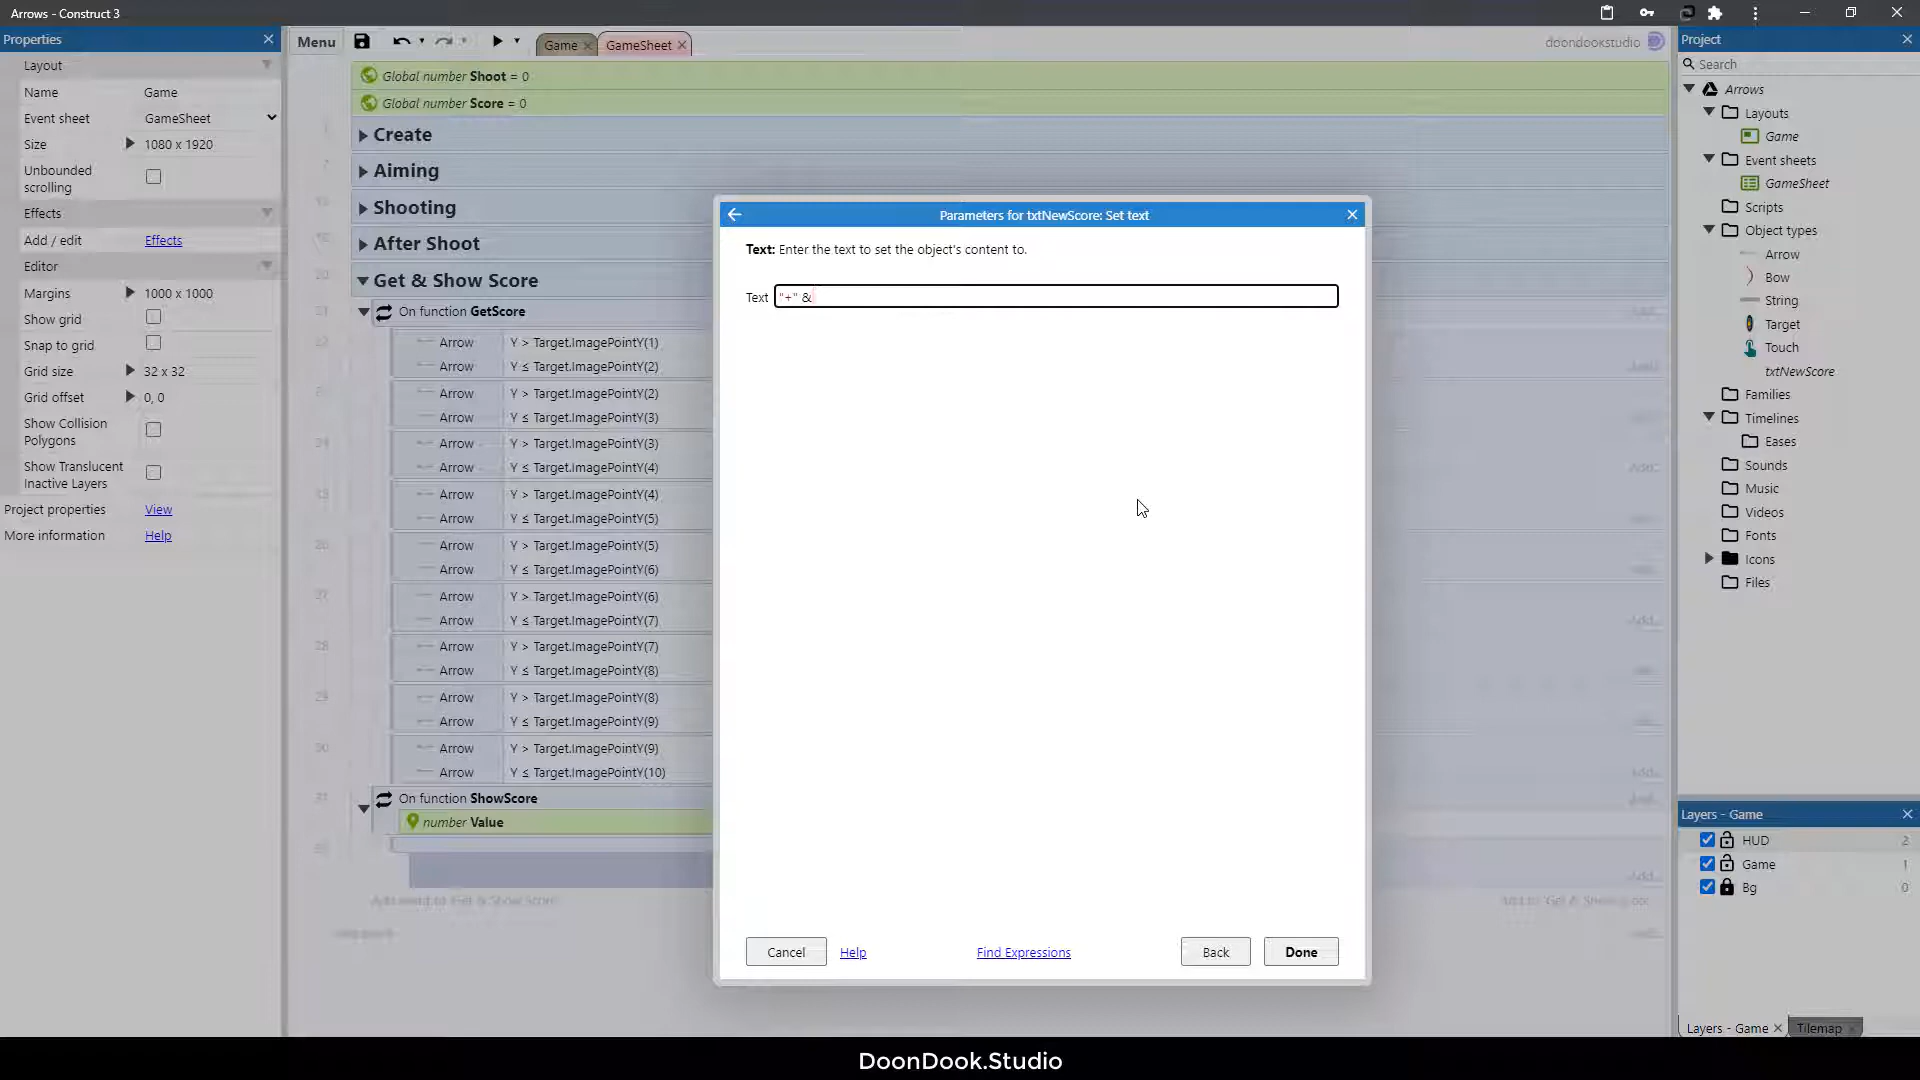 Arrows - Construct 3
Properties
Layout
Name Game
Event sheet GameSheet
Size 1080 x 1920
Unbounded scrolling
Effects
Add / edit Effects
Editor
Margins 1000 x 1000
Show grid
Snap to grid
Grid size 32 x 32
Grid offset 0, 0
Show Collision Polygons
Show Translucent Inactive Layers
Project properties View
More information Help
Menu
Game
GameSheet
doondookstudio
Global number Shoot = 0
Global number Score = 0
Create
Aiming
Shooting
After Shoot
Get & Show Score
On function GetScore
Arrow Y > Target.ImagePointY(1)
Arrow Y ≤ Target.ImagePointY(2)
Arrow Y > Target.ImagePointY(2)
Arrow Y ≤ Target.ImagePointY(3)
Arrow Y > Target.ImagePointY(3)
Arrow Y ≤ Target.ImagePointY(4)
Arrow Y > Target.ImagePointY(4)
Arrow Y ≤ Target.ImagePointY(5)
Arrow Y > Target.ImagePointY(5)
Arrow Y ≤ Target.ImagePointY(6)
Arrow Y > Target.ImagePointY(6)
Arrow Y ≤ Target.ImagePointY(7)
Arrow Y > Target.ImagePointY(7)
Arrow Y ≤ Target.ImagePointY(8)
Arrow Y > Target.ImagePointY(8)
Arrow Y ≤ Target.ImagePointY(9)
Arrow Y > Target.ImagePointY(9)
Arrow Y ≤ Target.ImagePointY(10)
On function ShowScore
number Value
Parameters for txtNewScore: Set text
Text: Enter the text to set the object's content to.
Text "+" &
Cancel Help Find Expressions Back Done
Project
Search
Arrows
Layouts
Game
Event sheets
GameSheet
Scripts
Object types
Arrow
Bow
String
Target
Touch
txtNewScore
Families
Timelines
Eases
Sounds
Music
Videos
Fonts
Icons
Files
Layers - Game
HUD 2
Game 1
Bg 0
Layers - Game Tilemap
DoonDook.Studio